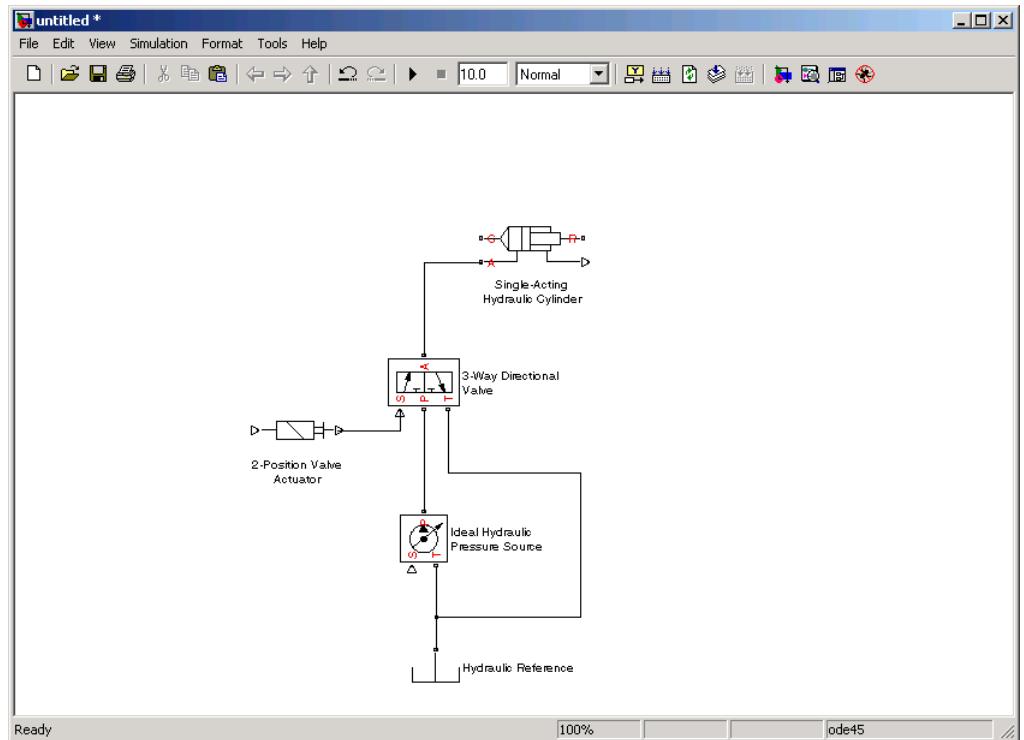 untitled *
File Edit View Simulation Format Tools Help
10.0 Normal
C R
A
Single-Acting
Hydraulic Cylinder
A
S P T
3-Way Directional
Valve
2-Position Valve
Actuator
P
S T
Ideal Hydraulic
Pressure Source
Hydraulic Reference
Ready 100% ode45